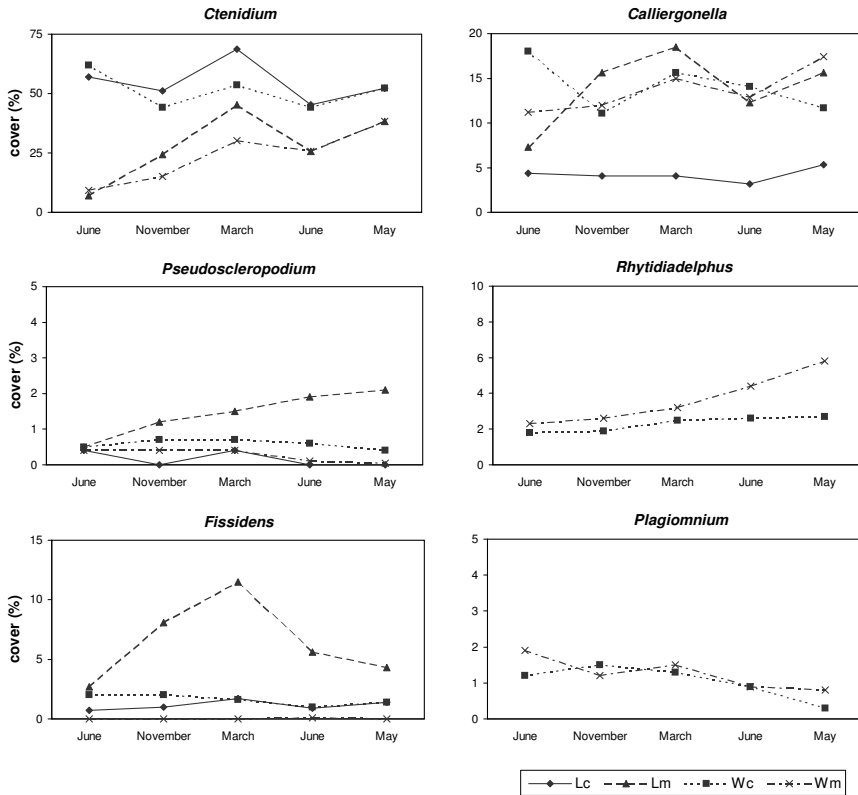 Ctenidium
Calliergonella
75
50
25
0
cover (%)
June November March June May
20
15
10
5
0
June November March June May
Pseudoscleropodium
Rhytidiadelphus
5
4
3
2
1
0
cover (%)
June November March June May
10
8
6
4
2
0
June November March June May
Fissidens
Plagiomnium
15
10
5
0
cover (%)
June November March June May
5
4
3
2
1
0
June November March June May
Lc Lm Wc Wm